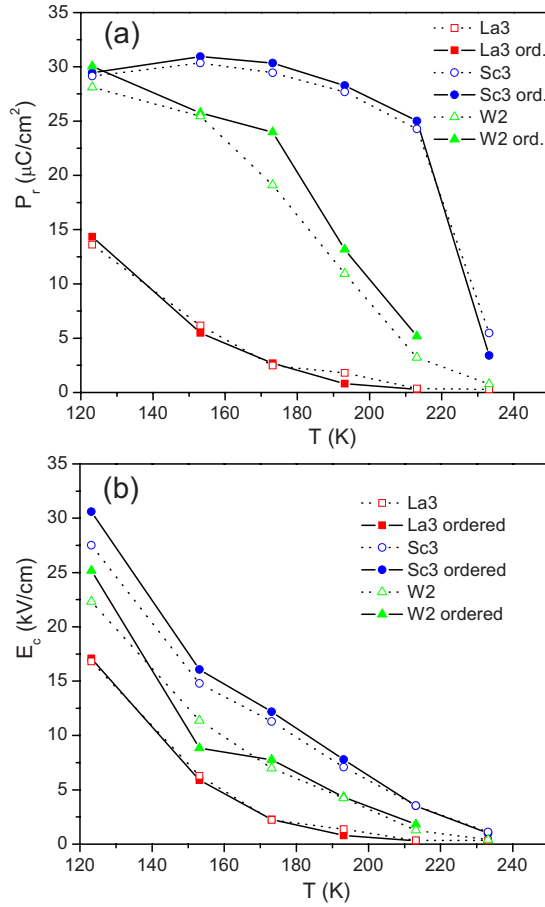 (a)
La3
La3 ord.
Sc3
Sc3 ord.
W2
W2 ord.
35
30
25
20
15
10
5
0
Pr (μC/cm²)
120 140 160 180 200 220 240
T (K)
(b)
La3
La3 ordered
Sc3
Sc3 ordered
W2
W2 ordered
35
30
25
20
15
10
5
0
Ec (kV/cm)
120 140 160 180 200 220 240
T (K)